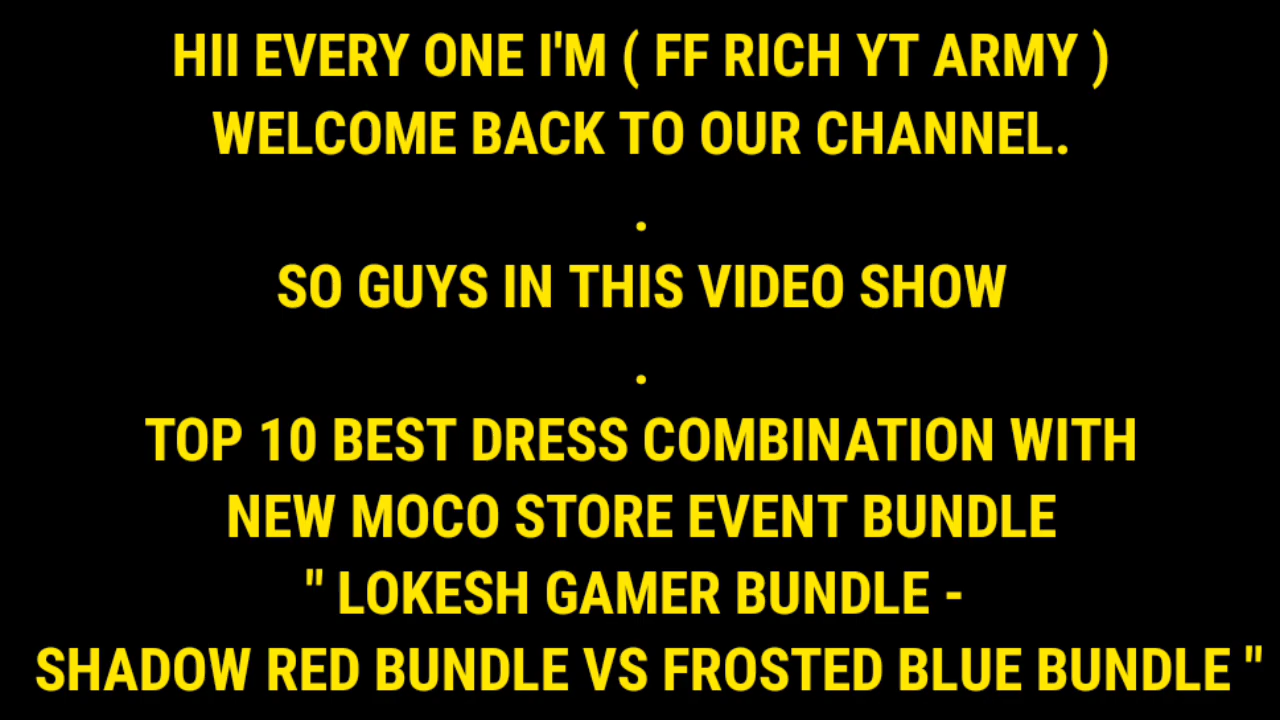 HII EVERY ONE I'M ( FF RICH YT ARMY )
WELCOME BACK TO OUR CHANNEL.
.
SO GUYS IN THIS VIDEO SHOW
.
TOP 10 BEST DRESS COMBINATION WITH
NEW MOCO STORE EVENT BUNDLE
" LOKESH GAMER BUNDLE -
SHADOW RED BUNDLE VS FROSTED BLUE BUNDLE "